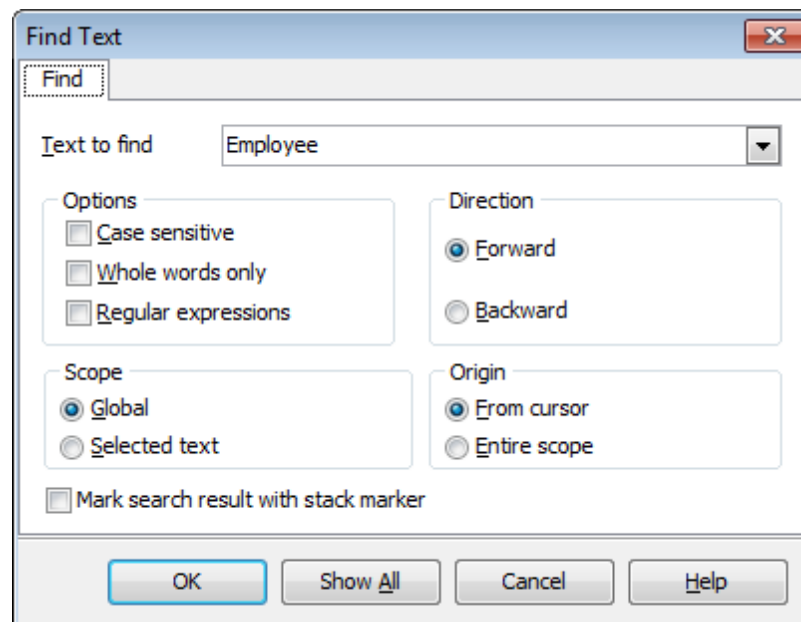 Find Text
Find
Text to find Employee
Options
Case sensitive
Whole words only
Regular expressions
Direction
Forward
Backward
Scope
Global
Selected text
Origin
From cursor
Entire scope
Mark search result with stack marker
OK Show All Cancel Help